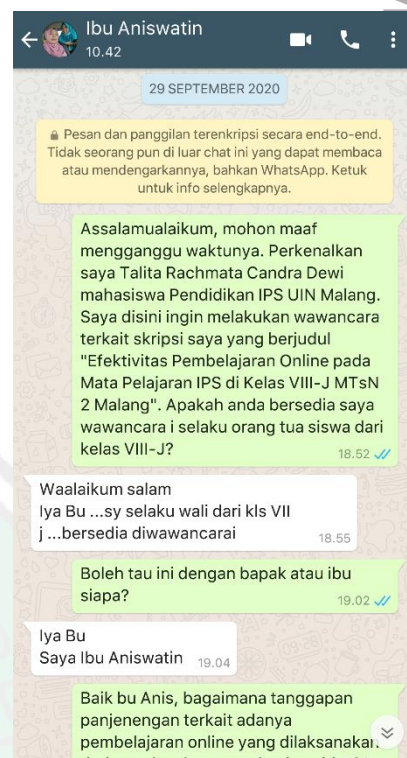 Ibu Aniswatin
10.42
29 SEPTEMBER 2020
Pesan dan panggilan terenkripsi secara end-to-end.
Tidak seorang pun di luar chat ini yang dapat membaca
atau mendengarkannya, bahkan WhatsApp. Ketuk
untuk info selengkapnya.
Assalamualaikum, mohon maaf
mengganggu waktunya. Perkenalkan
saya Talita Rachmata Candra Dewi
mahasiswa Pendidikan IPS UIN Malang.
Saya disini ingin melakukan wawancara
terkait skripsi saya yang berjudul
"Efektivitas Pembelajaran Online pada
Mata Pelajaran IPS di Kelas VIII-J MTsN
2 Malang". Apakah anda bersedia saya
wawancara i selaku orang tua siswa dari
kelas VIII-J?
18.52
Waalaikum salam
Iya Bu ...sy selaku wali dari kls VII
j ...bersedia diwawancarai
18.55
Boleh tau ini dengan bapak atau ibu
siapa?
19.02
Iya Bu
Saya Ibu Aniswatin 19.04
Baik bu Anis, bagaimana tanggapan
panjenengan terkait adanya
pembelajaran online yang dilaksanakan